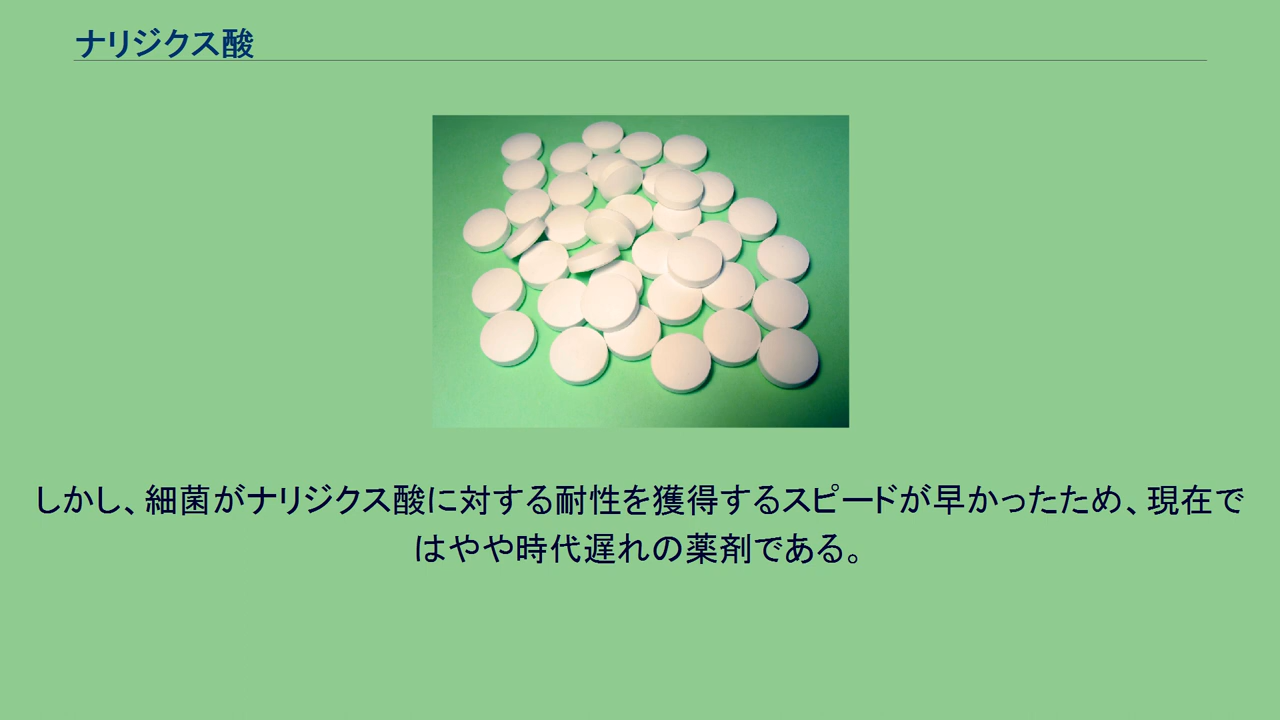 ナリジクス酸
しかし、細菌がナリジクス酸に対する耐性を獲得するスピードが早かったため、現在で
はやや時代遅れの薬剤である。